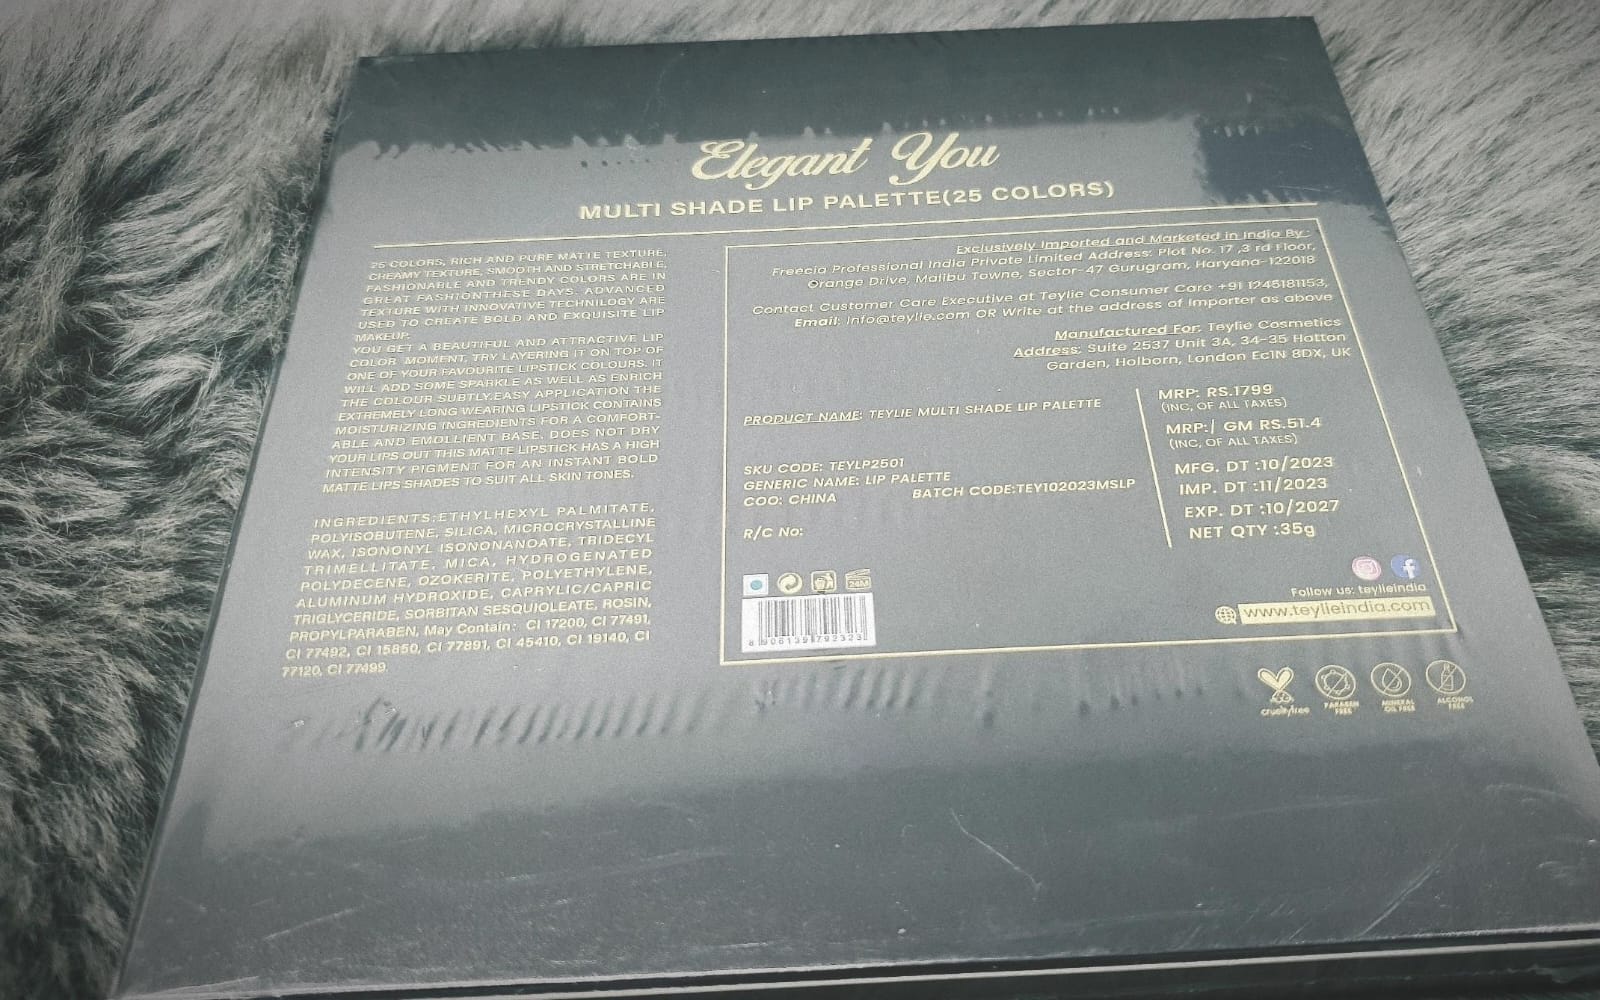 Elegant You
MULTI SHADE LIP PALETTE(25 COLORS)
25 COLORS, RICH AND PURE MATTE TEXTURE,
CREAMY TEXTURE, SMOOTH AND STRETCHABLE,
FASHIONABLE AND TRENDY COLORS ARE IN
GREAT FASHIONTHESE DAYS. ADVANCED
TEXTURE WITH INNOVATIVE TECHNILOGY ARE
USED TO CREATE BOLD AND EXQUISITE LIP
MAKEUP.
YOU GET A BEAUTIFUL AND ATTRACTIVE LIP
COLOR MOMENT, TRY LAYERING IT ON TOP OF
ONE OF YOUR FAVOURITE LIPSTICK COLOURS. IT
WILL ADD SOME SPARKLE AS WELL AS ENRICH
THE COLOUR SUBTLY.EASY APPLICATION THE
EXTREMELY LONG WEARING LIPSTICK CONTAINS
MOISTURIZING INGREDIENTS FOR A COMFORT-
ABLE AND EMOLLIENT BASE. DOES NOT DRY
YOUR LIPS OUT THIS MATTE LIPSTICK HAS A HIGH
INTENSITY PIGMENT FOR AN INSTANT BOLD
MATTE LIPS SHADES TO SUIT ALL SKIN TONES.
INGREDIENTS:ETHYLHEXYL PALMITATE,
POLYISOBUTENE, SILICA, MICROCRYSTALLINE
WAX, ISONONYL ISONONANOATE, TRIDECYL
TRIMELLITATE, MICA, HYDROGENATED
POLYDECENE, OZOKERITE, POLYETHYLENE,
ALUMINUM HYDROXIDE, CAPRYLIC/CAPRIC
TRIGLYCERIDE, SORBITAN SESQUIOLEATE, ROSIN,
PROPYLPARABEN, May Contain: CI 17200, CI 77491,
CI 77492, CI 15850, CI 77891, CI 45410, CI 19140, CI
77120, CI 77499.
Exclusively Imported and Marketed in India By :
Freecia Professional India Private Limited Address: Plot No. 17 ,3 rd Floor,
Orange Drive, Malibu Towne, Sector-47 Gurugram, Haryana-122018
Contact Customer Care Executive at Teylie Consumer Care +91 1245181153,
Email: info@teylie.com OR Write at the address of Importer as above
Manufactured For: Teylie Cosmetics
Address: Suite 2537 Unit 3A, 34-35 Hatton
Garden, Holborn, London Ec1N 8DX, UK
PRODUCT NAME: TEYLIE MULTI SHADE LIP PALETTE
SKU CODE: TEYLP2501
GENERIC NAME: LIP PALETTE
COO: CHINA BATCH CODE:TEY102023MSLP
R/C No:
MRP: RS.1799
(INC, OF ALL TAXES)
MRP:/ GM RS.51.4
(INC, OF ALL TAXES)
MFG. DT :10/2023
IMP. DT :11/2023
EXP. DT :10/2027
NET QTY :35g
24M
8 906139 792323
Follow us: teylieindia
www.teylieindia.com
crueltyfree
PARABEN
FREE
MINERAL
OIL FREE
ALCOHOL
FREE